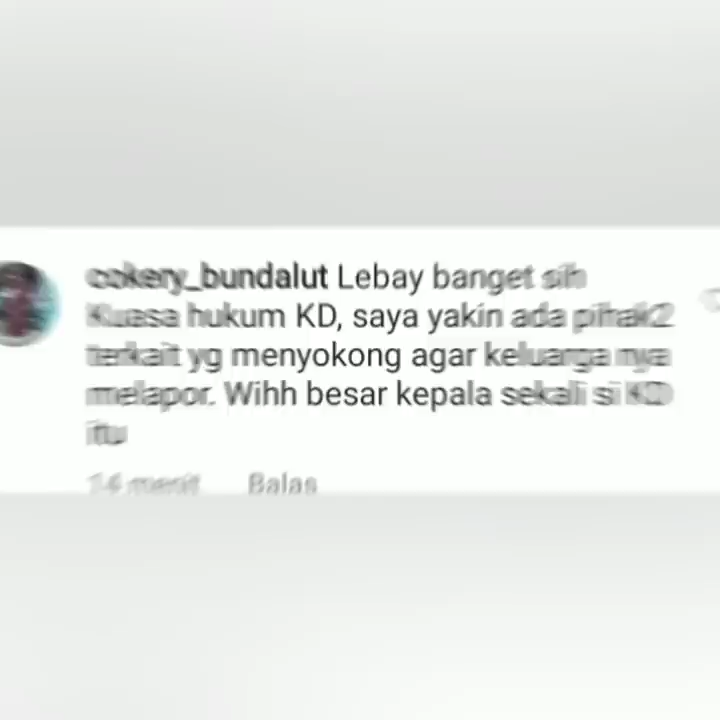 cokery_bundalut Lebay banget sih
Kuasa hukum KD, saya yakin ada pihak2
terkait yg menyokong agar keluarga nya
melapor. Wihh besar kepala sekali si KD
itu
14 menit Balas